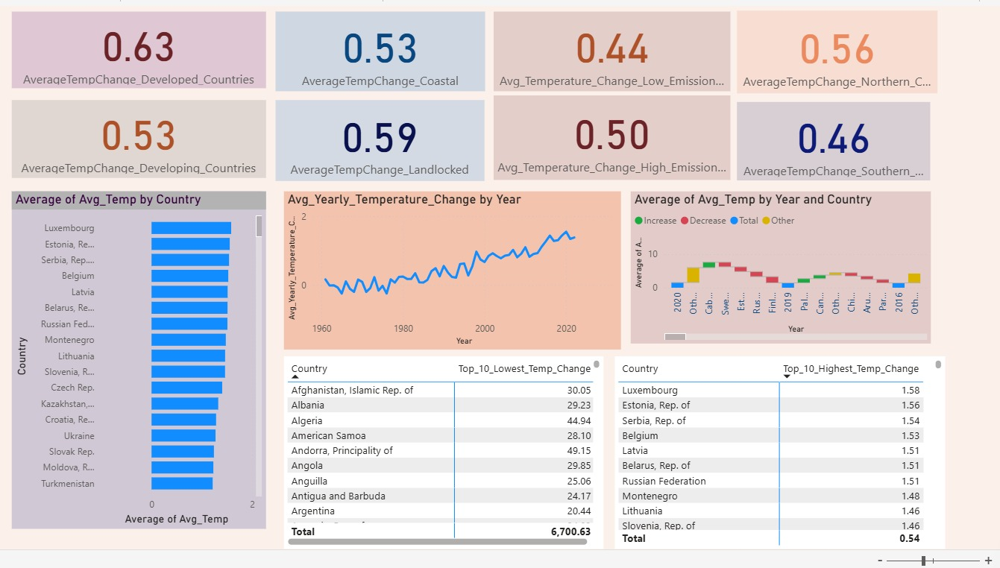 0.63
AverageTempChange_Developed_Countries
0.53
AverageTempChange_Coastal
0.44
Avg_Temperature_Change_Low_Emission...
0.56
AverageTempChange_Northern_C...
0.53
AverageTempChange_Developing_Countries
0.59
AverageTempChange_Landlocked
0.50
Avg_Temperature_Change_High_Emission...
0.46
AverageTempChange_Southern_...
Average of Avg_Temp by Country
Country
Luxembourg
Estonia, Re...
Serbia, Rep....
Belgium
Latvia
Belarus, Re...
Russian Fed...
Montenegro
Lithuania
Slovenia, R...
Czech Rep.
Kazakhstan,...
Croatia, Re...
Ukraine
Slovak Rep.
Moldova, R...
Turkmenistan
0 2
Average of Avg_Temp
Avg_Yearly_Temperature_Change by Year
Avg_Yearly_Temperature_C...
2
0
1960 1980 2000 2020
Year
Average of Avg_Temp by Year and Country
Increase Decrease Total Other
Average of A...
10
0
2020 Oth... Cab... Swe... Est... Rus... Finl... 2019 Pal... Can... Oth... Chi... Aru... Par... 2016 Oth...
Year
Country Top_10_Lowest_Temp_Change
Afghanistan, Islamic Rep. of 30.05
Albania 29.23
Algeria 44.94
American Samoa 28.10
Andorra, Principality of 49.15
Angola 29.85
Anguilla 25.06
Antigua and Barbuda 24.17
Argentina 20.44
Total 6,700.63
Country Top_10_Highest_Temp_Change
Luxembourg 1.58
Estonia, Rep. of 1.56
Serbia, Rep. of 1.54
Belgium 1.53
Latvia 1.51
Belarus, Rep. of 1.51
Russian Federation 1.51
Montenegro 1.48
Lithuania 1.46
Slovenia, Rep. of 1.46
Total 0.54
- +